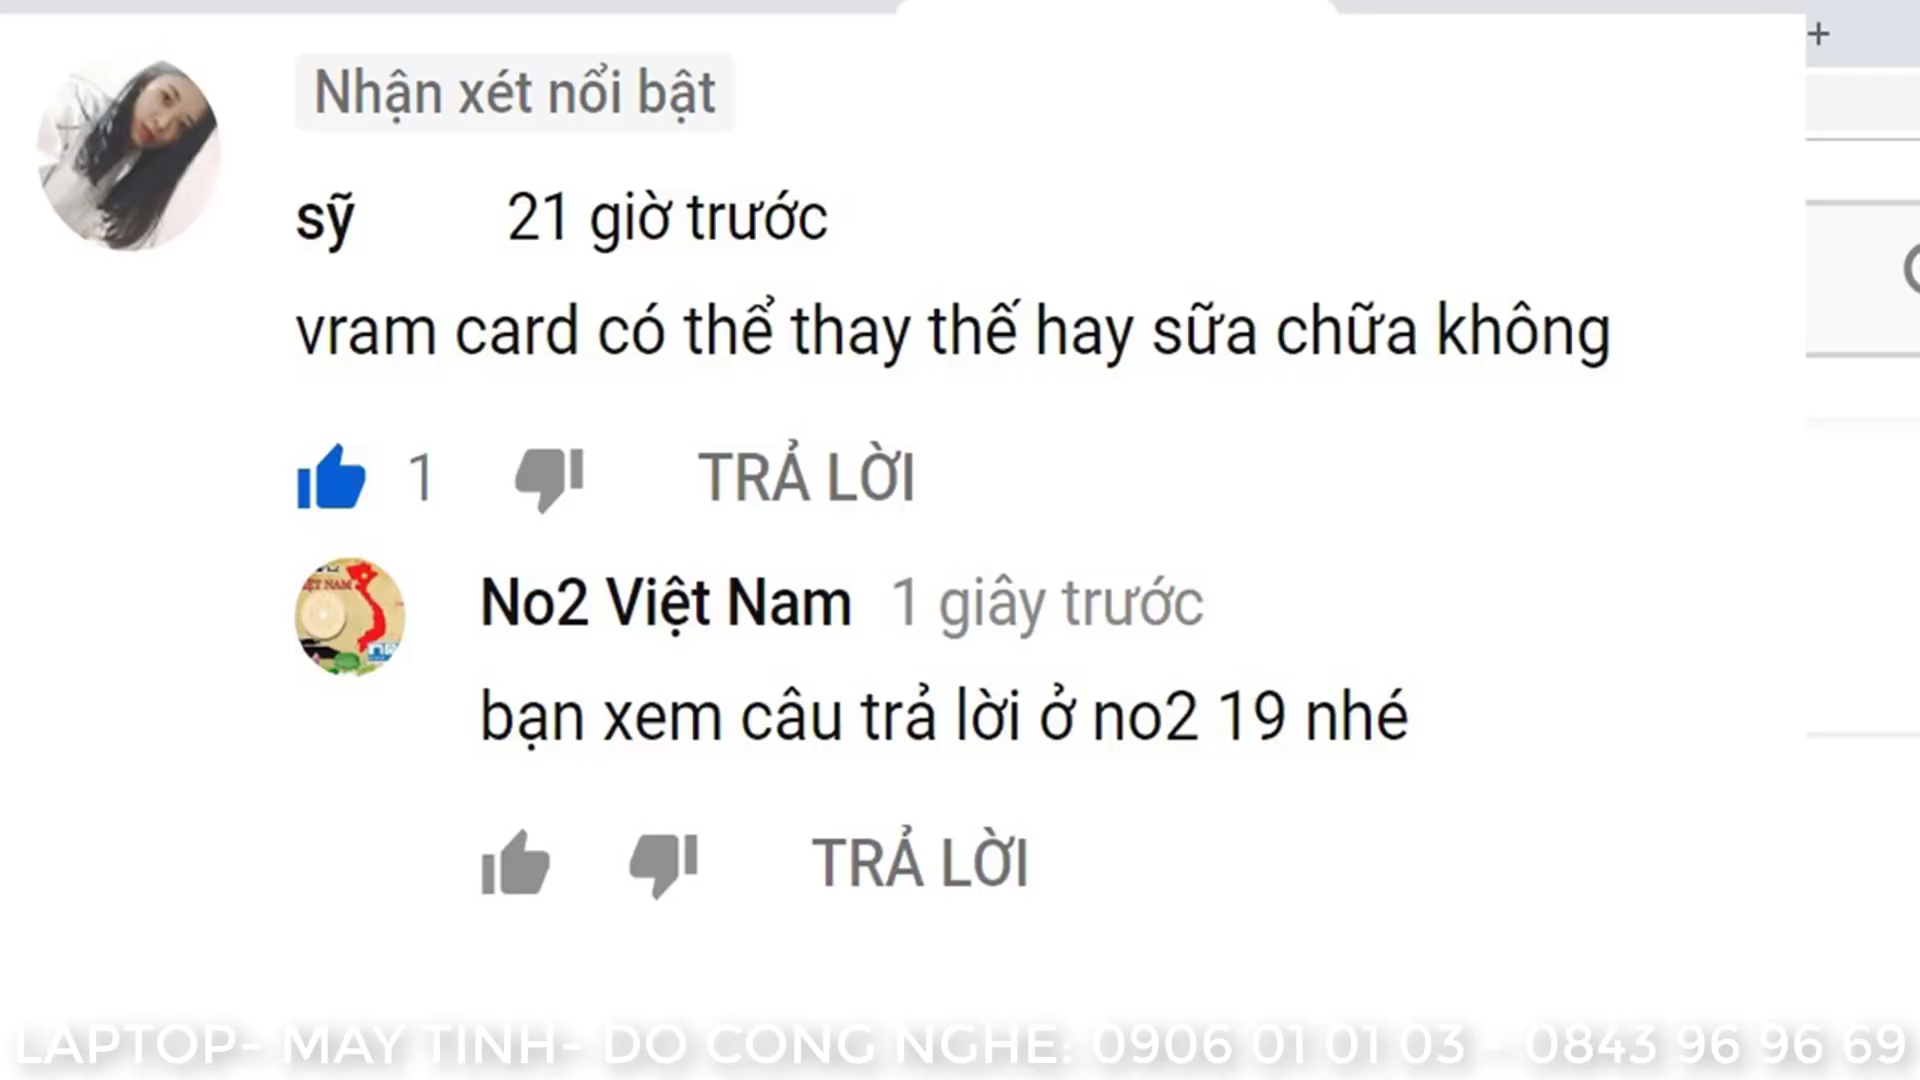 Nhận xét nổi bật
sỹ 21 giờ trước
vram card có thể thay thế hay sữa chữa không
1 TRẢ LỜI
No2 Việt Nam 1 giây trước
bạn xem câu trả lời ở no2 19 nhé
TRẢ LỜI
LAPTOP- MAY TINH- DO CONG NGHE: 0906 01 01 03 - 0843 96 96 69